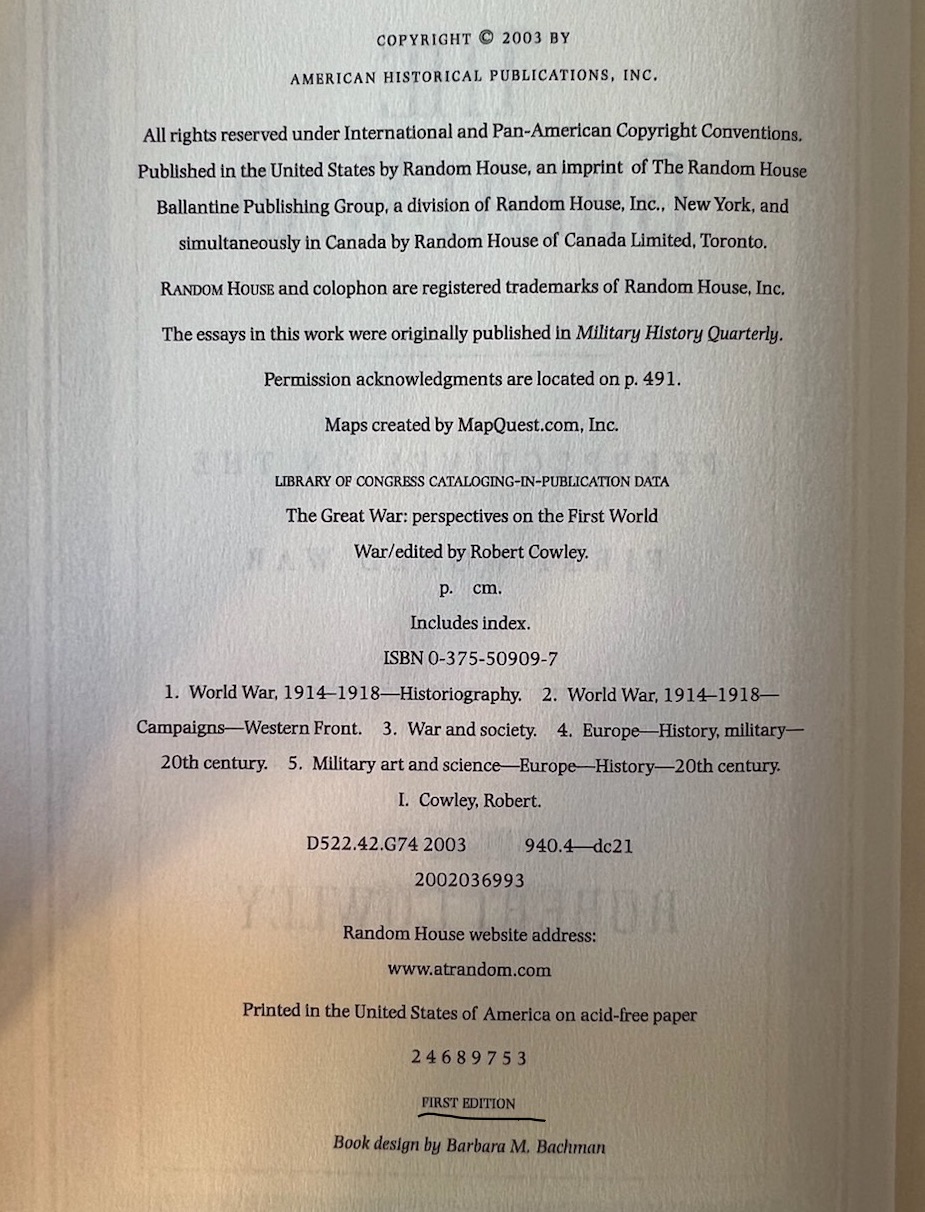 COPYRIGHT © 2003 BY
AMERICAN HISTORICAL PUBLICATIONS, INC.
All rights reserved under International and Pan-American Copyright Conventions.
Published in the United States by Random House, an imprint of The Random House
Ballantine Publishing Group, a division of Random House, Inc., New York, and
simultaneously in Canada by Random House of Canada Limited, Toronto.
RANDOM HOUSE and colophon are registered trademarks of Random House, Inc.
The essays in this work were originally published in Military History Quarterly.
Permission acknowledgments are located on p. 491.
Maps created by MapQuest.com, Inc.
LIBRARY OF CONGRESS CATALOGING-IN-PUBLICATION DATA
The Great War: perspectives on the First World
War/edited by Robert Cowley.
p. cm.
Includes index.
ISBN 0-375-50909-7
1. World War, 1914–1918—Historiography. 2. World War, 1914–1918—
Campaigns—Western Front. 3. War and society. 4. Europe—History, military—
20th century. 5. Military art and science—Europe—History—20th century.
I. Cowley, Robert.
D522.42.G74 2003 940.4—dc21
2002036993
Random House website address:
www.atrandom.com
Printed in the United States of America on acid-free paper
2 4 6 8 9 7 5 3
FIRST EDITION
Book design by Barbara M. Bachman